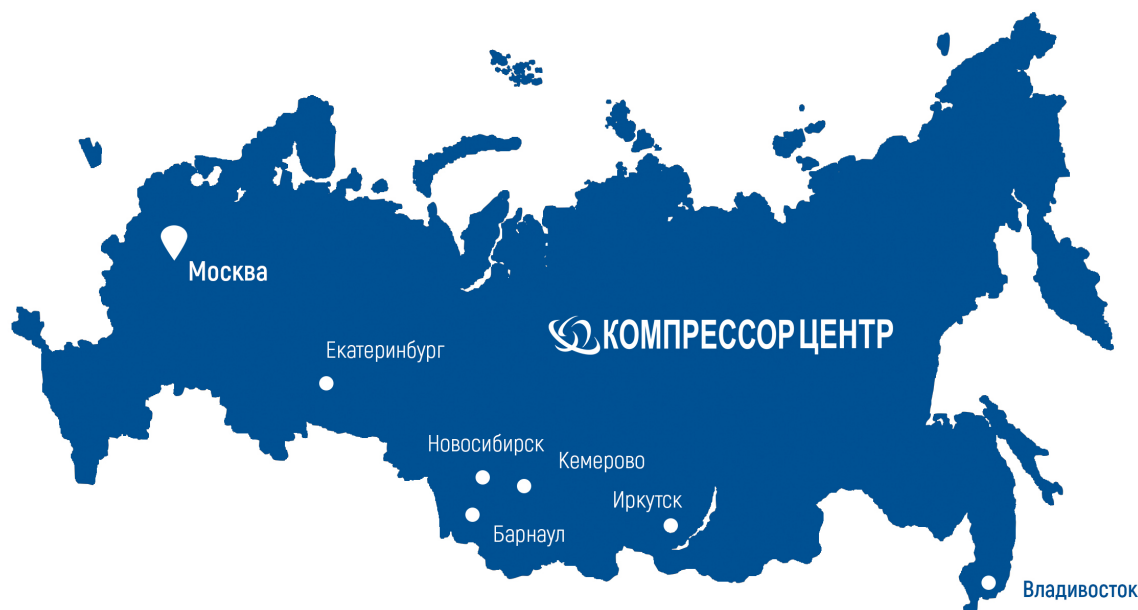 Москва
КОМПРЕССОР ЦЕНТР
Екатеринбург
Новосибирск
Кемерово
Иркутск
Барнаул
Владивосток